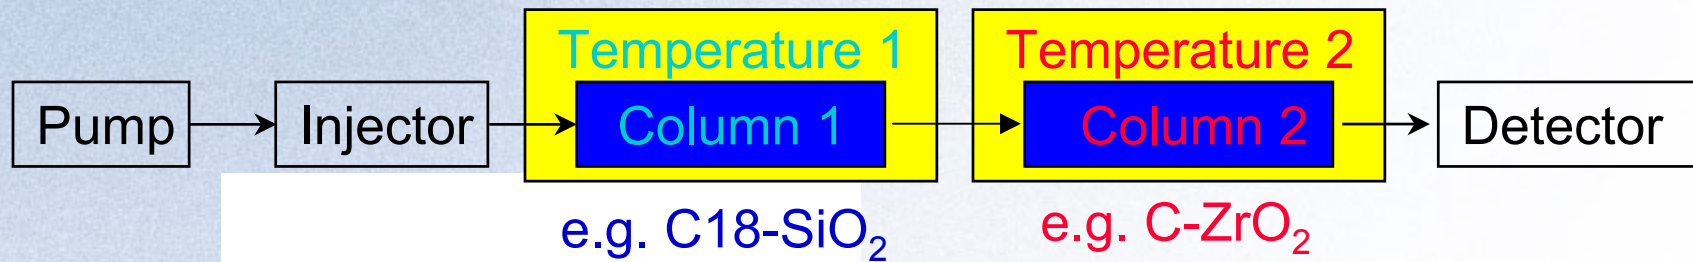 Temperature 1 Temperature 2
Pump Injector Column 1 Column 2 Detector
e.g. C18-SiO₂ e.g. C-ZrO₂